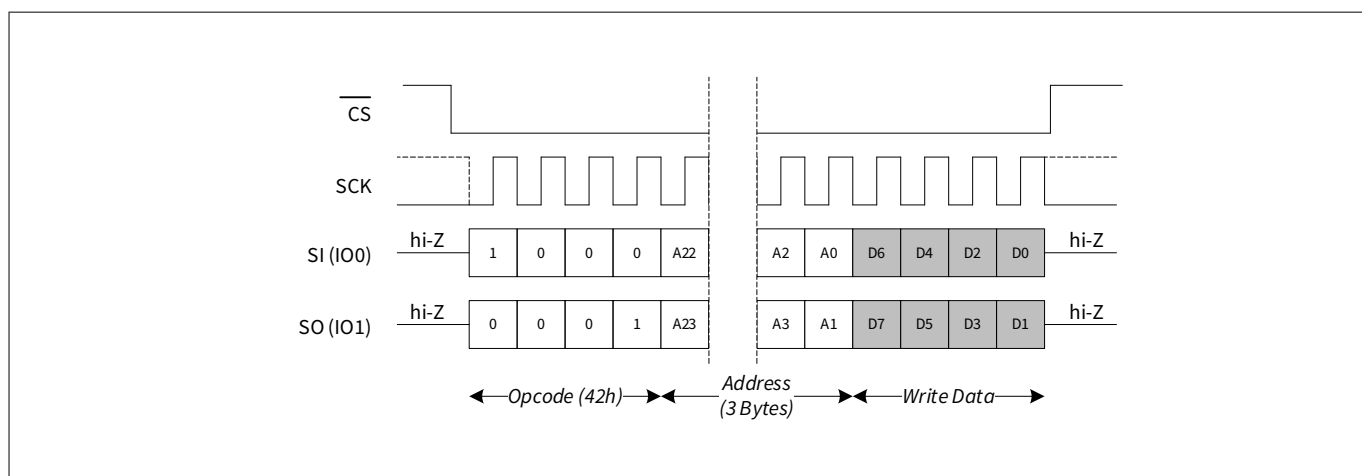 CS
SCK
hi-Z 1 0 0 0 A22 A2 A0 D6 D4 D2 D0 hi-Z
SI (IO0)
hi-Z 0 0 0 1 A23 A3 A1 D7 D5 D3 D1 hi-Z
SO (IO1)
Opcode (42h) Address (3 Bytes) Write Data